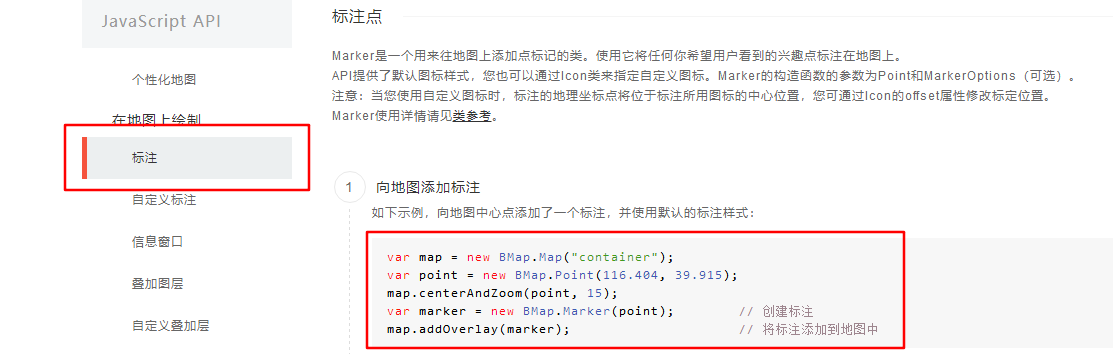 JavaScript API
个性化地图
在地图上绘制
标注
自定义标注
信息窗口
叠加图层
自定义叠加层
标注点
Marker是一个用来往地图上添加点标记的类。使用它将任何你希望用户看到的兴趣点标注在地图上。
API提供了默认图标样式，您也可以通过Icon类来指定自定义图标。Marker的构造函数的参数为Point和MarkerOptions（可选）。
注意：当您使用自定义图标时，标注的地理坐标点将位于标注所用图标的中心位置，您可通过Icon的offset属性修改标定位置。
Marker使用详情请见类参考。
1 向地图添加标注
如下示例，向地图中心点添加了一个标注，并使用默认的标注样式：
var map = new BMap.Map("container");
var point = new BMap.Point(116.404, 39.915);
map.centerAndZoom(point, 15);
var marker = new BMap.Marker(point); // 创建标注
map.addOverlay(marker); // 将标注添加到地图中